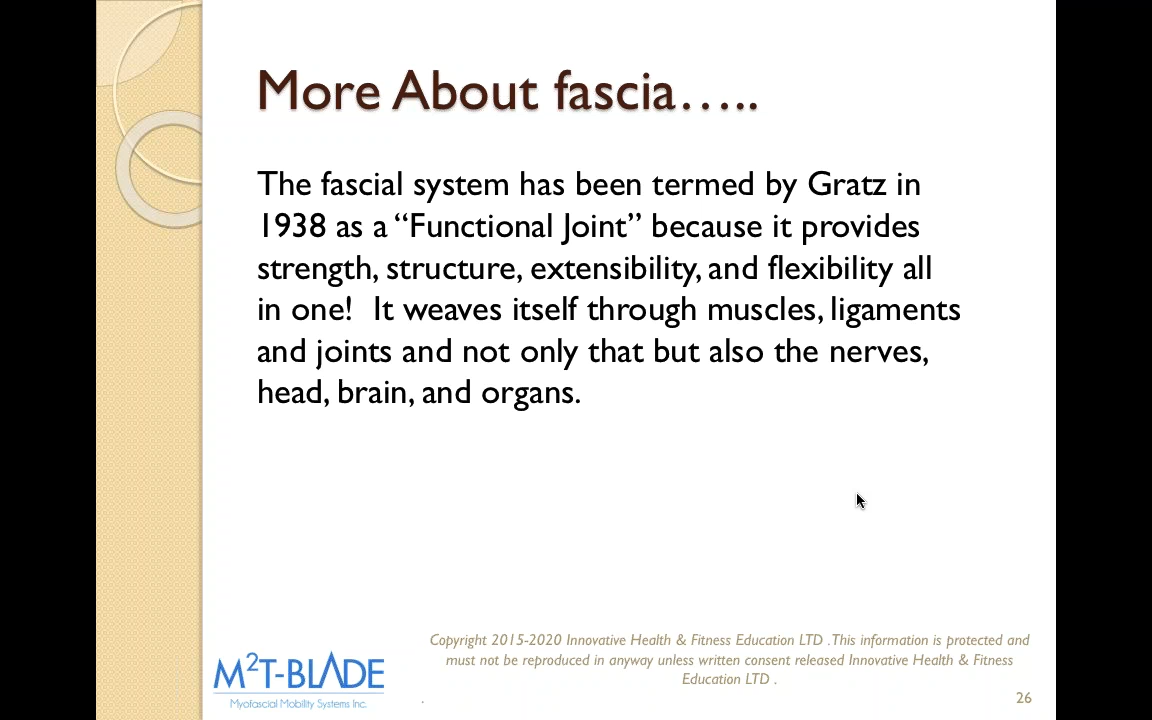 More About fascia…..
The fascial system has been termed by Gratz in
1938 as a “Functional Joint” because it provides
strength, structure, extensibility, and flexibility all
in one!  It weaves itself through muscles, ligaments
and joints and not only that but also the nerves,
head, brain, and organs.
Copyright 2015-2020 Innovative Health & Fitness Education LTD . This information is protected and
must not be reproduced in anyway unless written consent released Innovative Health & Fitness
Education LTD .
M²T-BLADE
Myofascial Mobility Systems Inc.
.
26